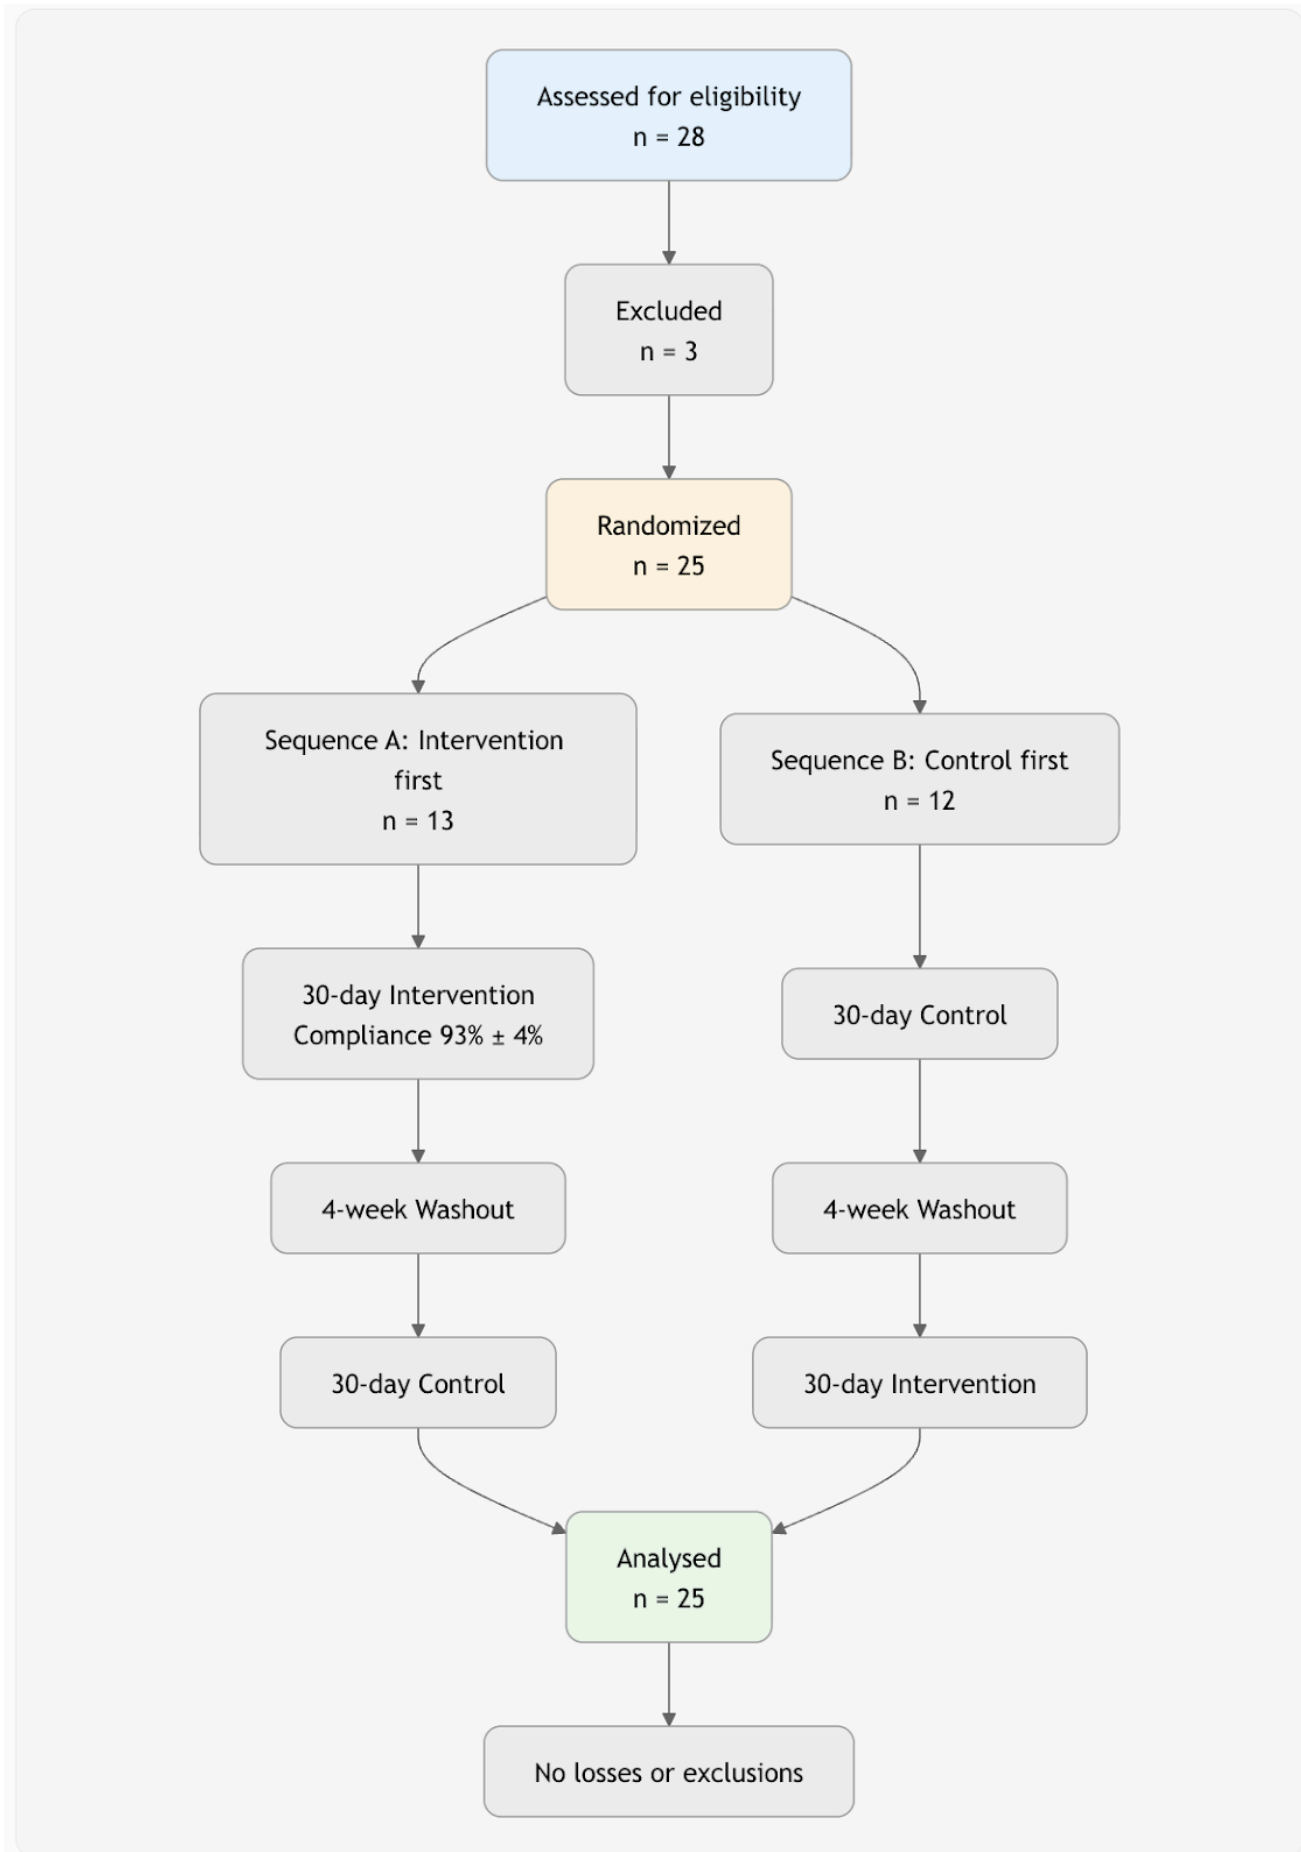 Assessed for eligibility
n = 28
Excluded
n = 3
Randomized
n = 25
Sequence A: Intervention
first
n = 13
Sequence B: Control first
n = 12
30-day Intervention
Compliance 93% ± 4%
30-day Control
4-week Washout
4-week Washout
30-day Control
30-day Intervention
Analysed
n = 25
No losses or exclusions